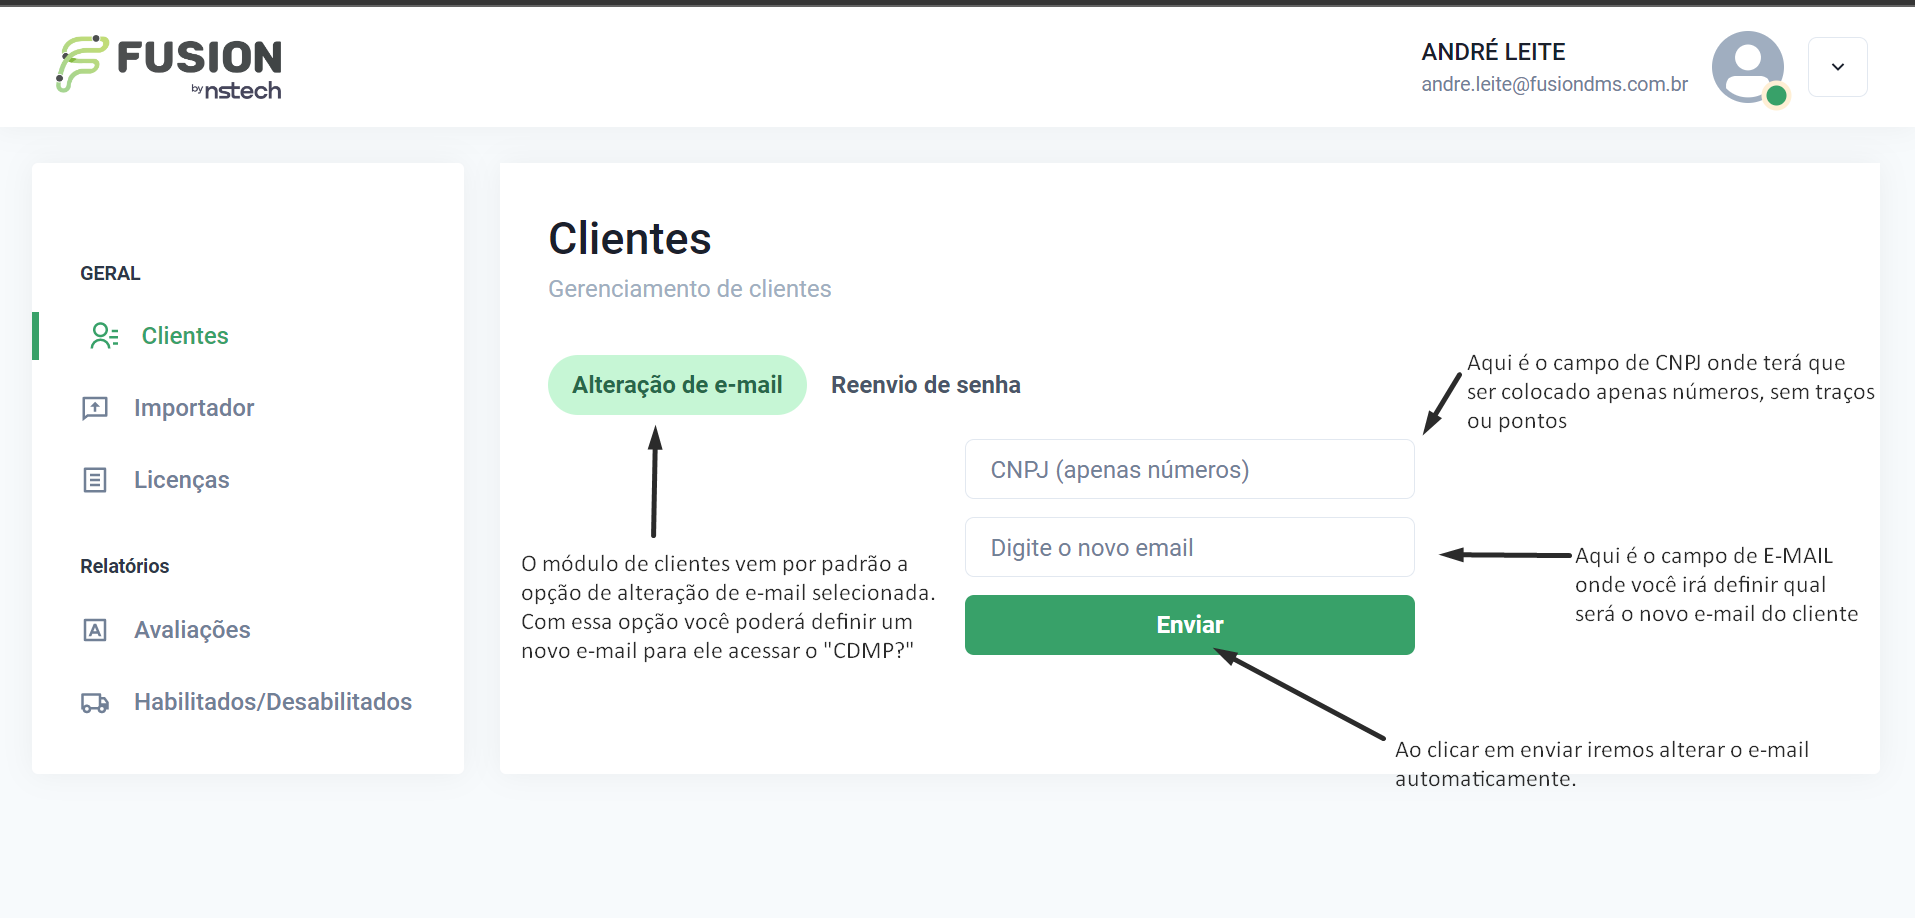 FUSION
by nstech
ANDRÉ LEITE
andre.leite@fusiondms.com.br
GERAL
Clientes
Importador
Licenças
Relatórios
Avaliações
Habilitados/Desabilitados
Clientes
Gerenciamento de clientes
Alteração de e-mail
Reenvio de senha
Aqui é o campo de CNPJ onde terá que
ser colocado apenas números, sem traços
ou pontos
CNPJ (apenas números)
Digite o novo email
Enviar
O módulo de clientes vem por padrão a
opção de alteração de e-mail selecionada.
Com essa opção você poderá definir um
novo e-mail para ele acessar o "CDMP?"
Aqui é o campo de E-MAIL
onde você irá definir qual
será o novo e-mail do cliente
Ao clicar em enviar iremos alterar o e-mail
automaticamente.